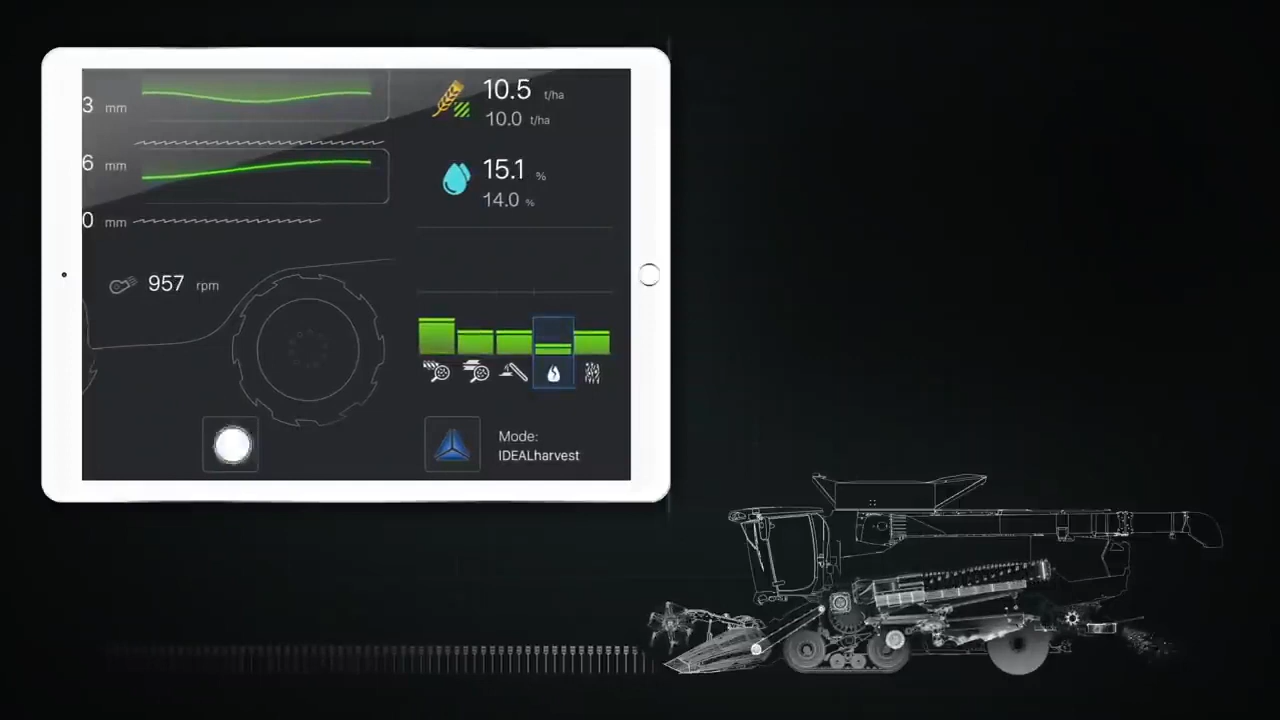 3 mm
6 mm
0 mm
957 rpm
10.5 t/ha
10.0 t/ha
15.1 %
14.0 %
Mode:
IDEALharvest